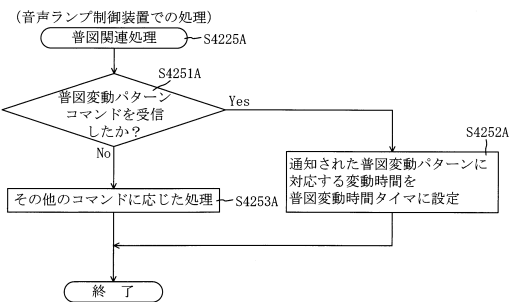 (音声ランプ制御装置での処理)
普図関連処理
S4225A
S4251A
普図変動パターン
コマンドを受信
したか?
Yes
No
S4252A
通知された普図変動パターンに
対応する変動時間を
普図変動時間タイマに設定
その他のコマンドに応じた処理
S4253A
終 了